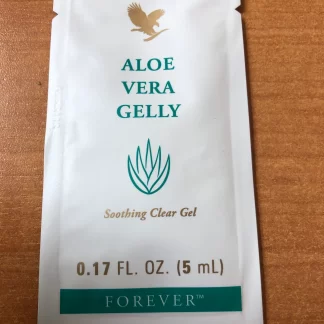 ALOE
VERA
GELLY
Soothing Clear Gel
0.17 FL. OZ. (5 mL)
FOREVER™